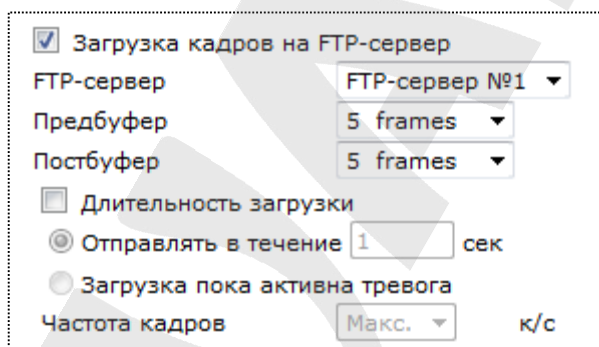 Загрузка кадров на FTP-сервер
FTP-сервер FTP-сервер №1
Предбуфер 5 frames
Постбуфер 5 frames
Длительность загрузки
Отправлять в течение 1 сек
Загрузка пока активна тревога
Частота кадров Макс. к/с